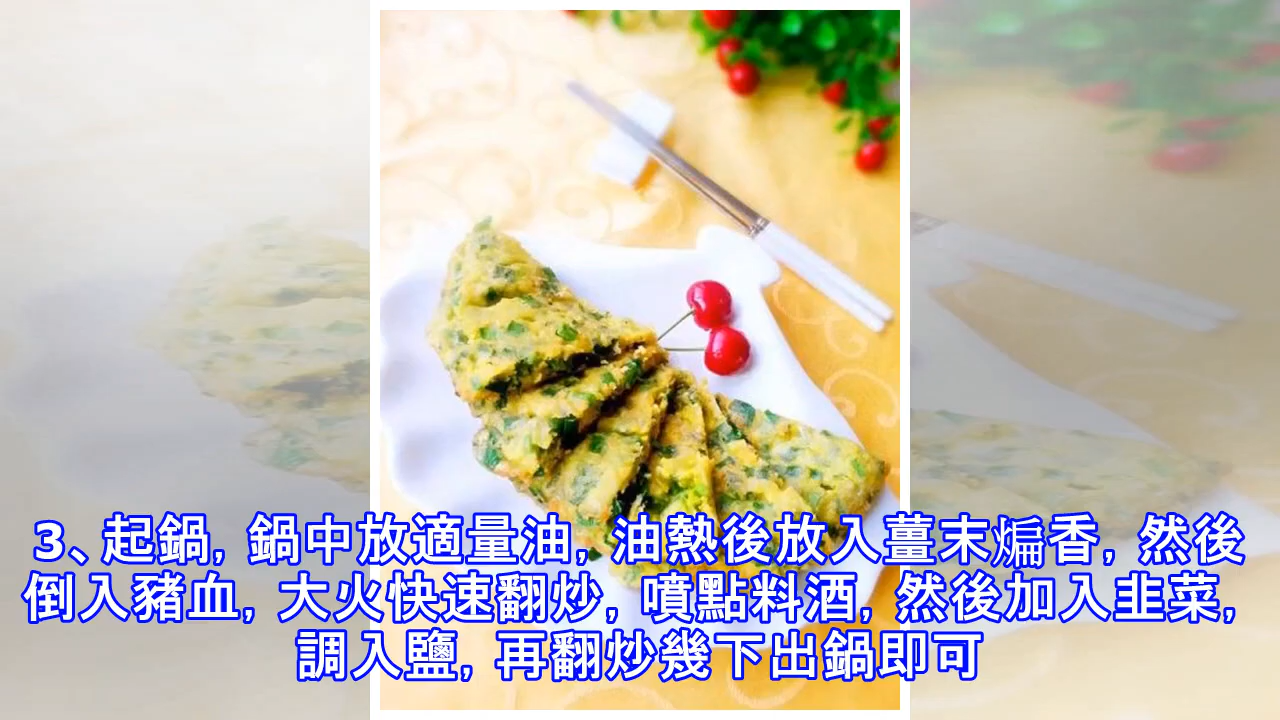 3、起鍋, 鍋中放適量油, 油熱後放入薑末煸香, 然後
倒入豬血, 大火快速翻炒, 噴點料酒, 然後加入韭菜,
調入鹽, 再翻炒幾下出鍋即可